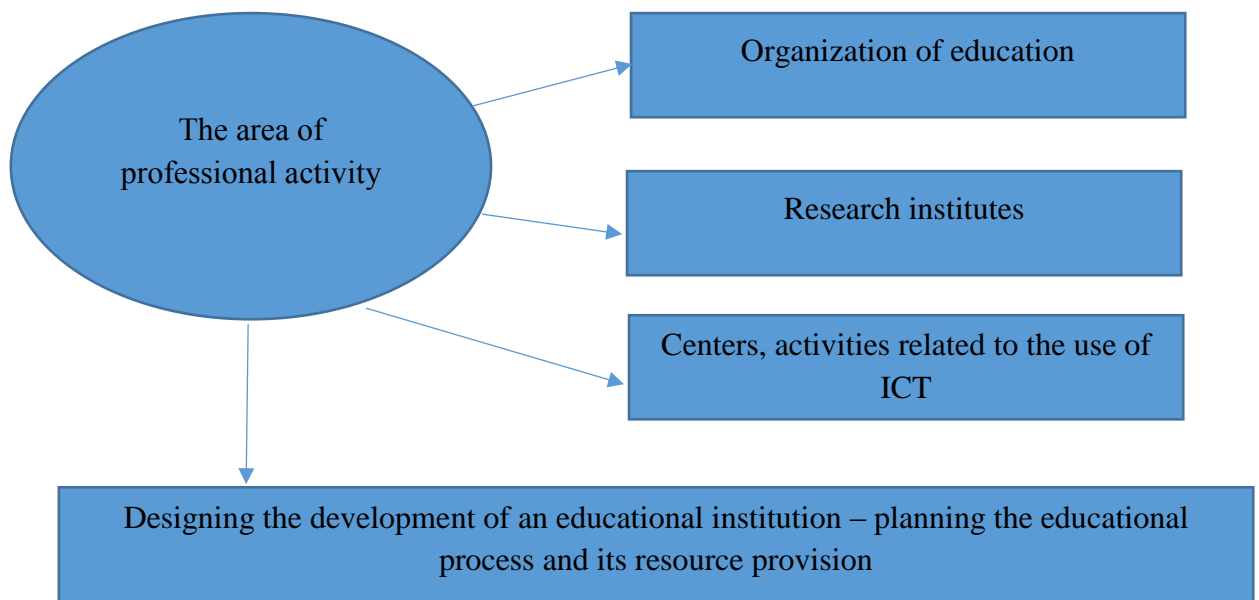 The area of
professional activity
Organization of education
Research institutes
Centers, activities related to the use of
ICT
Designing the development of an educational institution – planning the educational
process and its resource provision